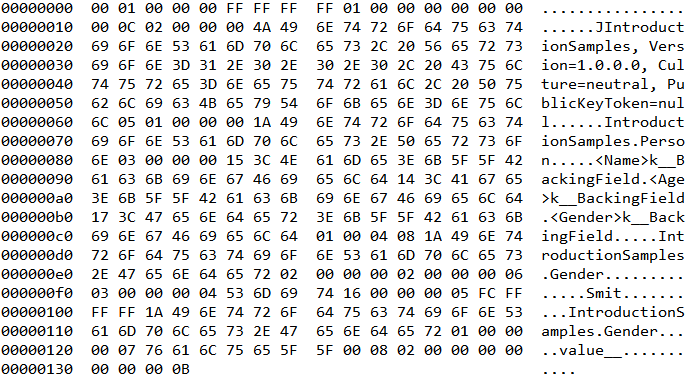 00000000  00 01 00 00 00 FF FF FF  FF 01 00 00 00 00 00 00  ................
00000010  00 0C 02 00 00 00 4A 49  6E 74 72 6F 64 75 63 74  ......JIntroduct
00000020  69 6F 6E 53 61 6D 70 6C  65 73 2C 20 56 65 72 73  ionSamples, Vers
00000030  69 6F 6E 3D 31 2E 30 2E  30 2E 30 2C 20 43 75 6C  ion=1.0.0.0, Cul
00000040  74 75 72 65 3D 6E 65 75  74 72 61 6C 2C 20 50 75  ture=neutral, Pu
00000050  62 6C 69 63 4B 65 79 54  6F 6B 65 6E 3D 6E 75 6C  blicKeyToken=nul
00000060  6C 05 01 00 00 00 1A 49  6E 74 72 6F 64 75 63 74  l......Introduct
00000070  69 6F 6E 53 61 6D 70 6C  65 73 2E 50 65 72 73 6F  ionSamples.Perso
00000080  6E 03 00 00 00 15 3C 4E  61 6D 65 3E 6B 5F 5F 42  n.....<Name>k__B
00000090  61 63 6B 69 6E 67 46 69  65 6C 64 14 3C 41 67 65  ackingField.<Age
000000a0  3E 6B 5F 5F 42 61 63 6B  69 6E 67 46 69 65 6C 64  >k__BackingField
000000b0  17 3C 47 65 6E 64 65 72  3E 6B 5F 5F 42 61 63 6B  .<Gender>k__Back
000000c0  69 6E 67 46 69 65 6C 64  01 00 04 08 1A 49 6E 74  ingField.....Int
000000d0  72 6F 64 75 63 74 69 6F  6E 53 61 6D 70 6C 65 73  roductionSamples
000000e0  2E 47 65 6E 64 65 72 02  00 00 00 02 00 00 00 06  .Gender.........
000000f0  03 00 00 00 04 53 6D 69  74 16 00 00 00 05 FC FF  .....Smit.......
00000100  FF FF 1A 49 6E 74 72 6F  64 75 63 74 69 6F 6E 53  ...IntroductionS
00000110  61 6D 70 6C 65 73 2E 47  65 6E 64 65 72 01 00 00  amples.Gender...
00000120  00 07 76 61 6C 75 65 5F  5F 00 08 02 00 00 00 00  ..value__.......
00000130  00 00 00 0B  ....